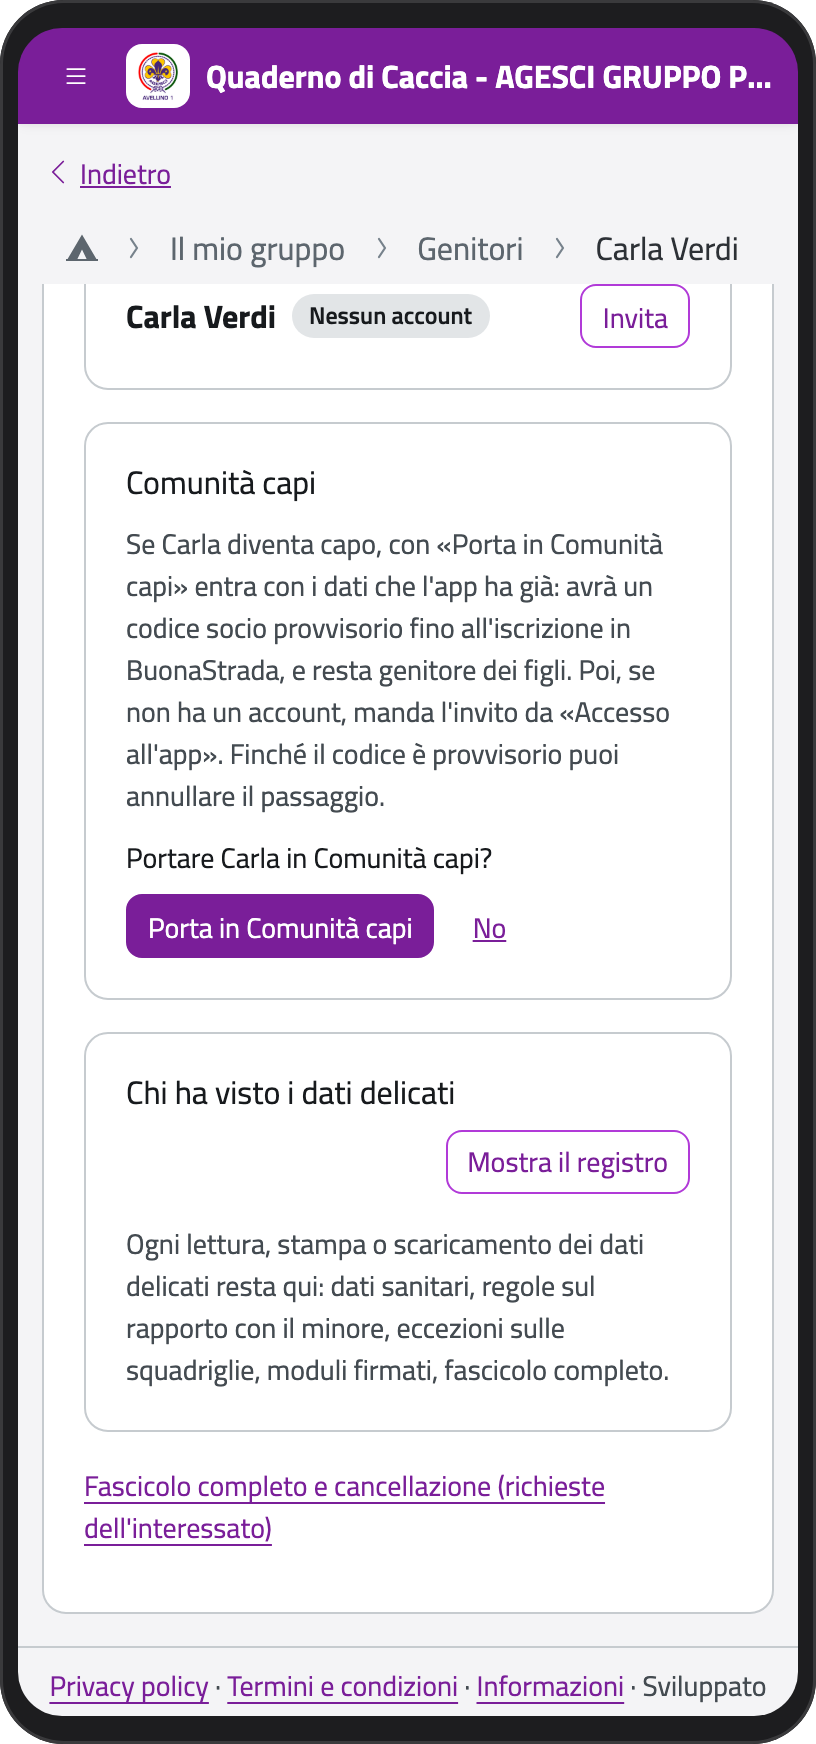 AVELLINO 1
Quaderno di Caccia - AGESCI GRUPPO P...
Indietro
Il mio gruppo
Genitori
Carla Verdi
Carla Verdi
Nessun account
Invita
Comunità capi
Se Carla diventa capo, con «Porta in Comunità
capi» entra con i dati che l'app ha già: avrà un
codice socio provvisorio fino all'iscrizione in
BuonaStrada, e resta genitore dei figli. Poi, se
non ha un account, manda l'invito da «Accesso
all'app». Finché il codice è provvisorio puoi
annullare il passaggio.
Portare Carla in Comunità capi?
Porta in Comunità capi
No
Chi ha visto i dati delicati
Mostra il registro
Ogni lettura, stampa o scaricamento dei dati
delicati resta qui: dati sanitari, regole sul
rapporto con il minore, eccezioni sulle
squadriglie, moduli firmati, fascicolo completo.
Fascicolo completo e cancellazione (richieste
dell'interessato)
Privacy policy · Termini e condizioni · Informazioni · Sviluppato